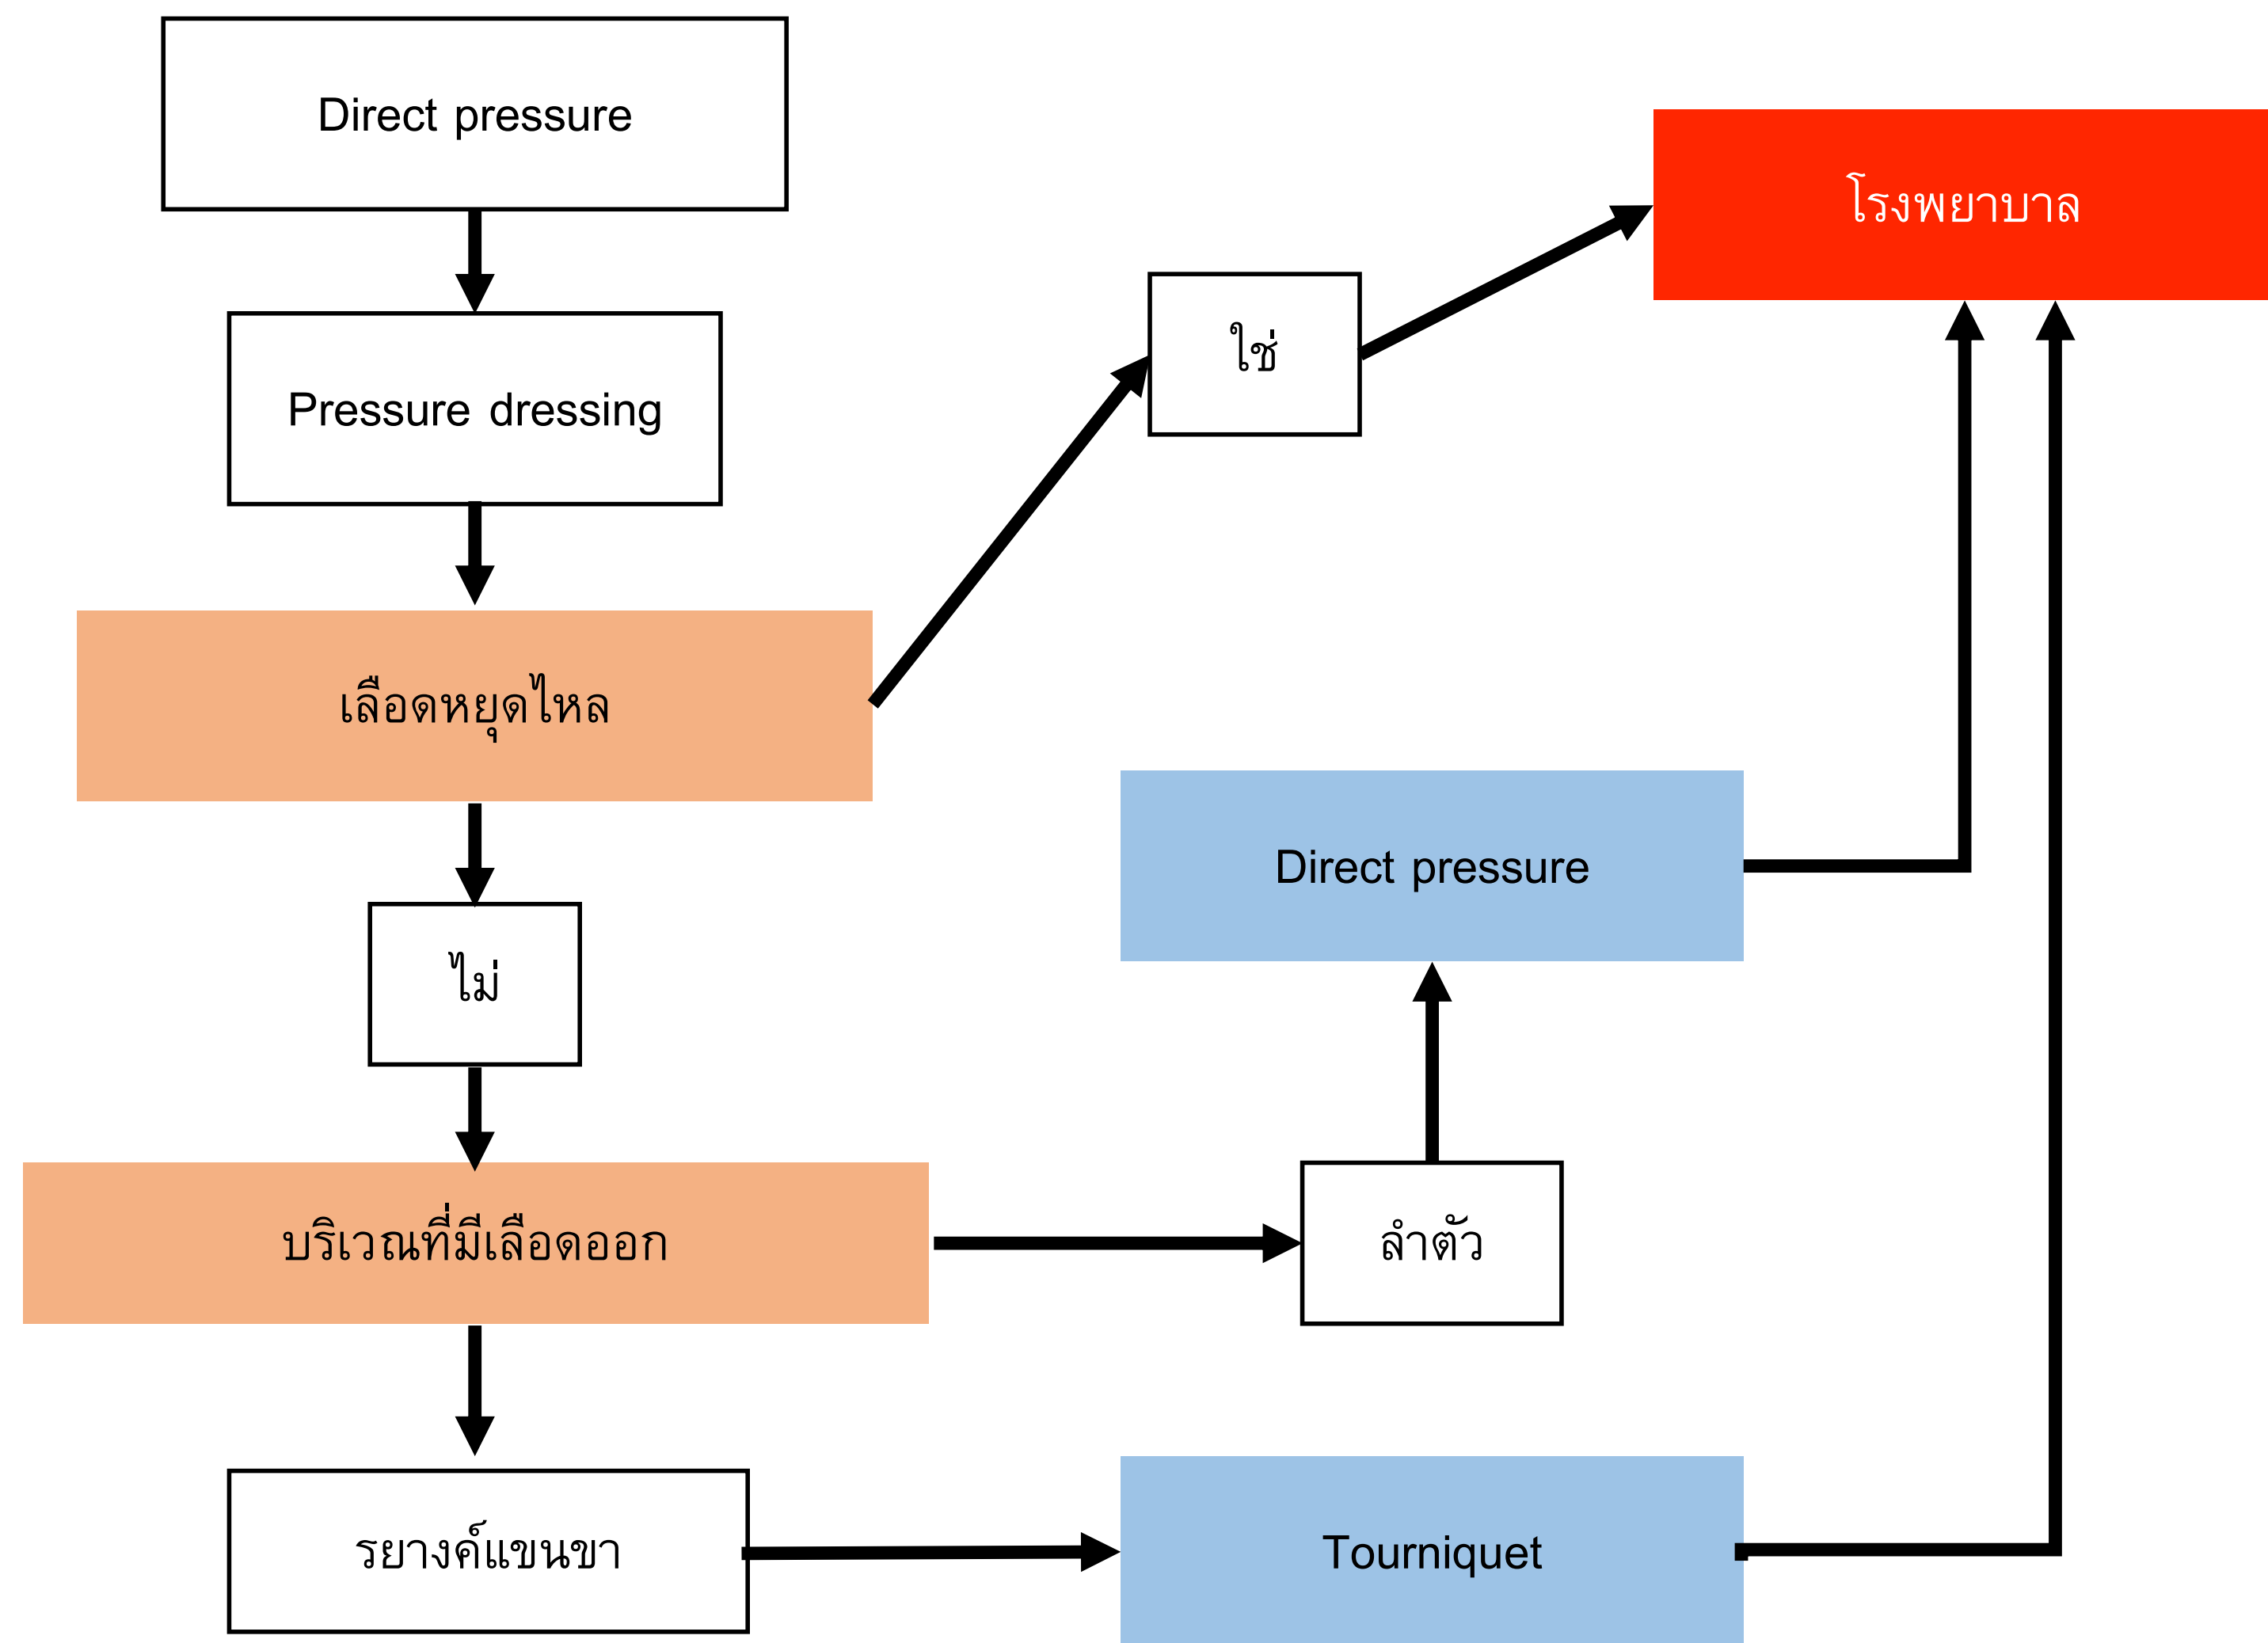 Direct pressure
โรงพยาบาล
ใช่
Pressure dressing
เลือดหยุดไหล
Direct pressure
ไม่
บริเวณที่มีเลือดออก
ลำตัว
รยางค์แขนขา
Tourniquet